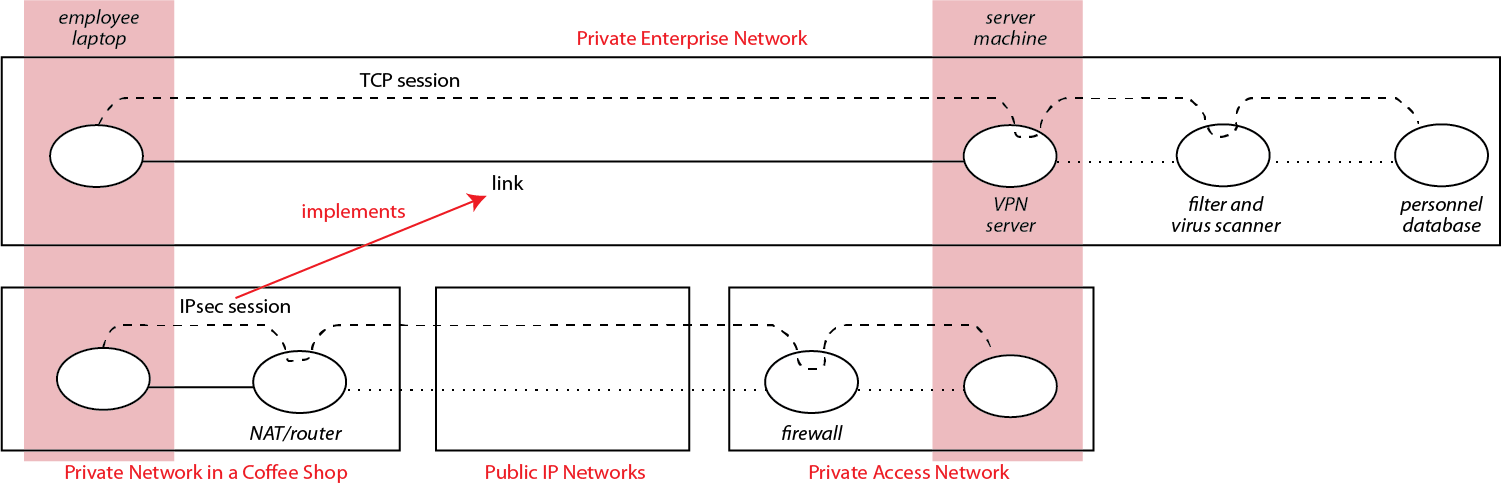 employee
laptop
server
machine
Private Enterprise Network
TCP session
link
implements
VPN
server
filter and
virus scanner
personnel
database
IPsec session
NAT/router
firewall
Private Network in a Coffee Shop
Public IP Networks
Private Access Network